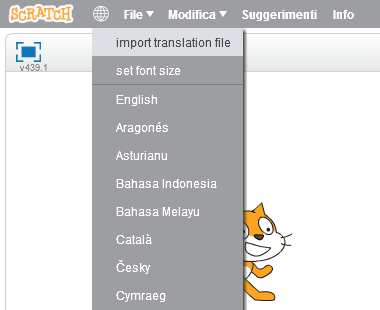 SCRATCH File Modifica Suggerimenti Info
v439.1
import translation file
set font size
English
Aragonés
Asturianu
Bahasa Indonesia
Bahasa Melayu
Català
Česky
Cymraeg